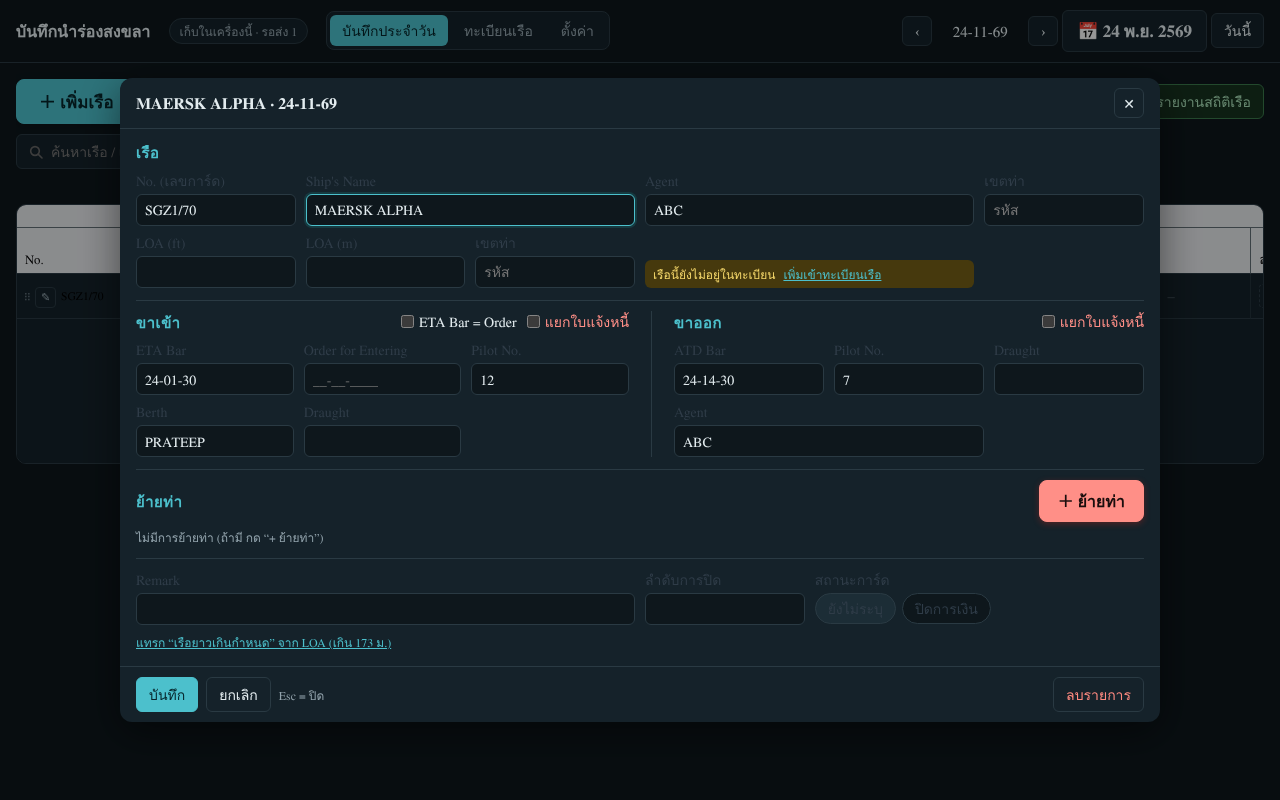 บันทึกนำร่องสงขลา
เก็บในเครื่องนี้ · รอส่ง 1
บันทึกประจำวัน
ทะเบียนเรือ
ตั้งค่า
‹
24-11-69
›
📅 24 พ.ย. 2569
วันนี้
+ เพิ่มเรือ
รายงานสถิติเรือ
ค้นหาเรือ /
No.
SGZ1/70
MAERSK ALPHA · 24-11-69
✕
เรือ
No. (เลขการ์ด)
Ship's Name
Agent
เขตท่า
SGZ1/70
MAERSK ALPHA
ABC
รหัส
LOA (ft)
LOA (m)
เขตท่า
รหัส
เรือนี้ยังไม่อยู่ในทะเบียน เพิ่มเข้าทะเบียนเรือ
ขาเข้า
ETA Bar = Order
แยกใบแจ้งหนี้
ETA Bar
Order for Entering
Pilot No.
24-01-30
__-__-____
12
Berth
Draught
PRATEEP
ขาออก
แยกใบแจ้งหนี้
ATD Bar
Pilot No.
Draught
24-14-30
7
Agent
ABC
ย้ายท่า
+ ย้ายท่า
ไม่มีการย้ายท่า (ถ้ามี กด “+ ย้ายท่า”)
Remark
ลำดับการปิด
สถานะการ์ด
ยังไม่ระบุ
ปิดการเงิน
แทรก “เรือยาวเกินกำหนด” จาก LOA (เกิน 173 ม.)
บันทึก
ยกเลิก
Esc = ปิด
ลบรายการ